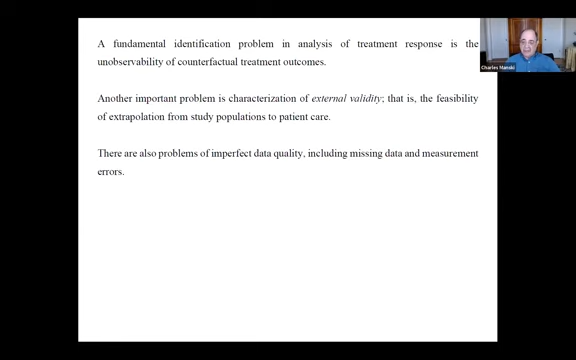 A fundamental identification problem in analysis of treatment response is the
unobservability of counterfactual treatment outcomes.
Another important problem is characterization of external validity; that is, the feasibility
of extrapolation from study populations to patient care.
There are also problems of imperfect data quality, including missing data and measurement
errors.
Charles Manski